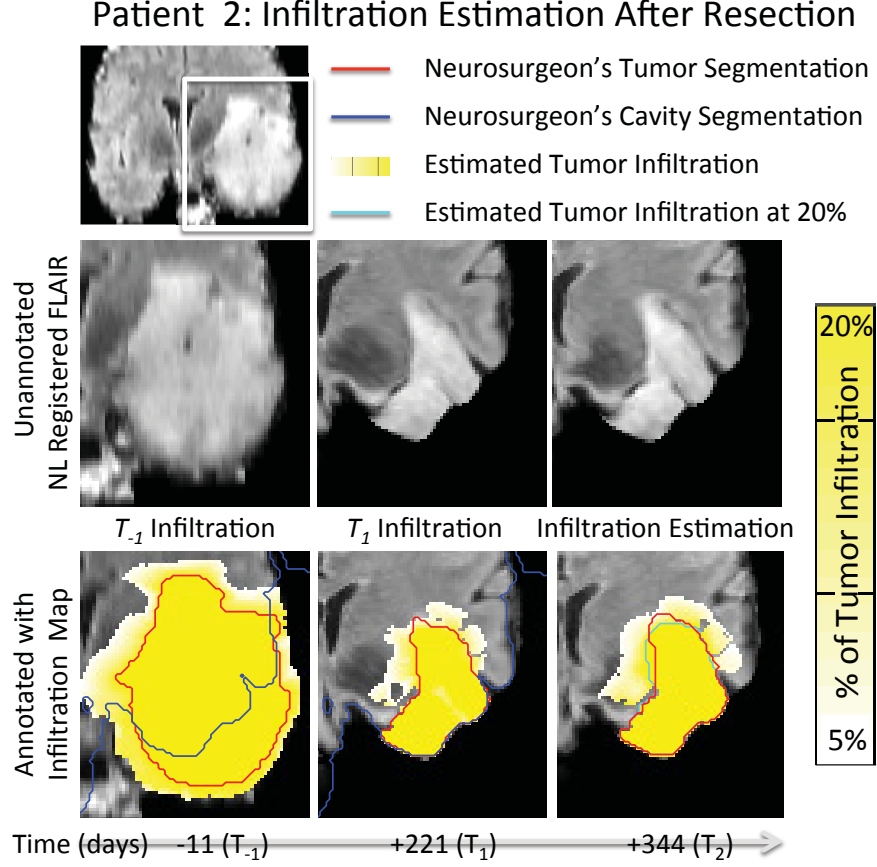 Patient 2: Infiltration Estimation After Resection
Neurosurgeon's Tumor Segmentation
Neurosurgeon's Cavity Segmentation
Estimated Tumor Infiltration
Estimated Tumor Infiltration at 20%
Unannotated
NL Registered FLAIR
20%
% of Tumor Infiltration
5%
T-1 Infiltration
T1 Infiltration
Infiltration Estimation
Annotated with
Infiltration Map
Time (days) -11 (T-1) +221 (T1) +344 (T2)